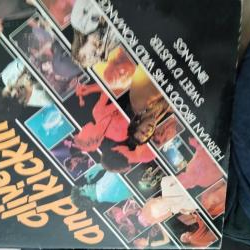 HERMAN BROOD & HIS WILD ROMANCE
SWEET D'BUSTER
BINTANGS
alive
and kickin